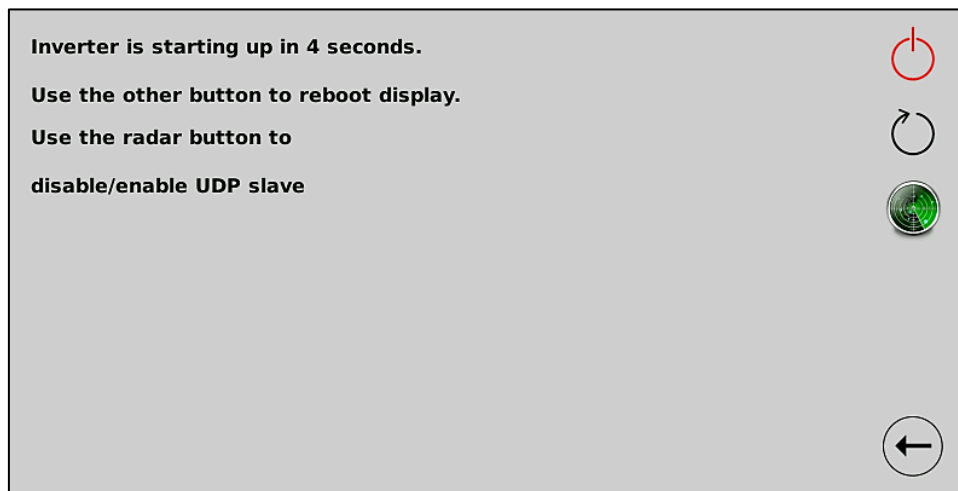 Inverter is starting up in 4 seconds.
Use the other button to reboot display.
Use the radar button to
disable/enable UDP slave